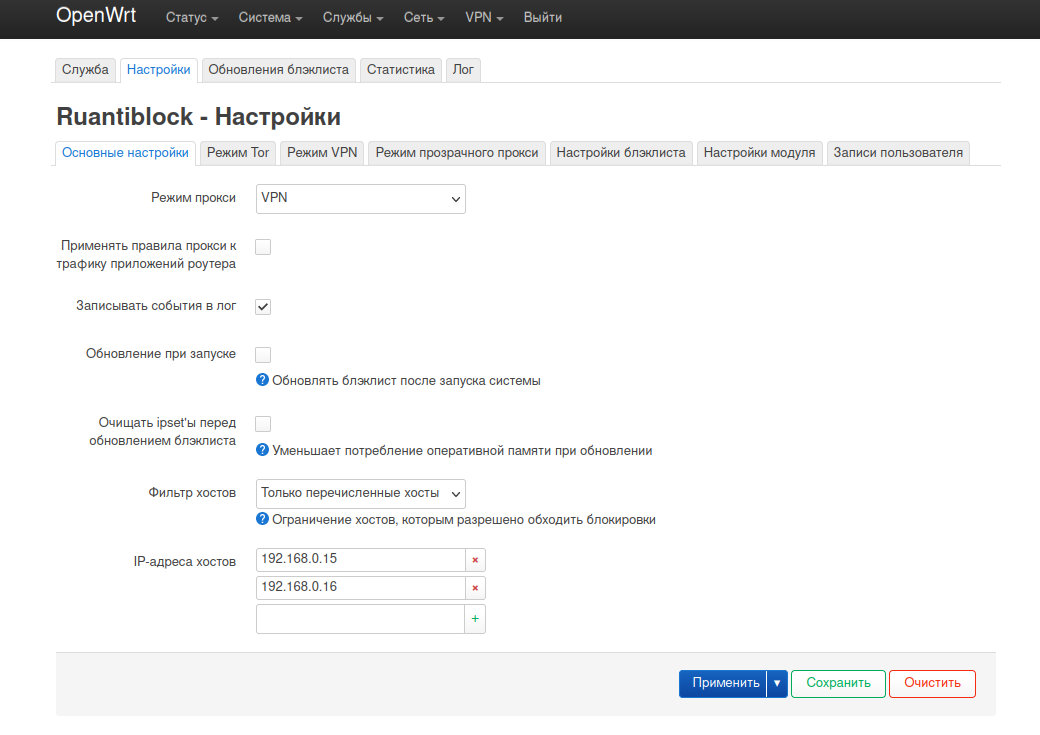 OpenWrt Статус Система Службы Сеть VPN Выйти
Служба Настройки Обновления блэклиста Статистика Лог
Ruantiblock - Настройки
Основные настройки Режим Tor Режим VPN Режим прозрачного прокси Настройки блэклиста Настройки модуля Записи пользователя
Режим прокси VPN
Применять правила прокси к
трафику приложений роутера
Записывать события в лог
Обновление при запуске
Обновлять блэклист после запуска системы
Очищать ipset'ы перед
обновлением блэклиста
Уменьшает потребление оперативной памяти при обновлении
Фильтр хостов Только перечисленные хосты
Ограничение хостов, которым разрешено обходить блокировки
IP-адреса хостов 192.168.0.15 ×
192.168.0.16 ×
+
Применить ▼ Сохранить Очистить